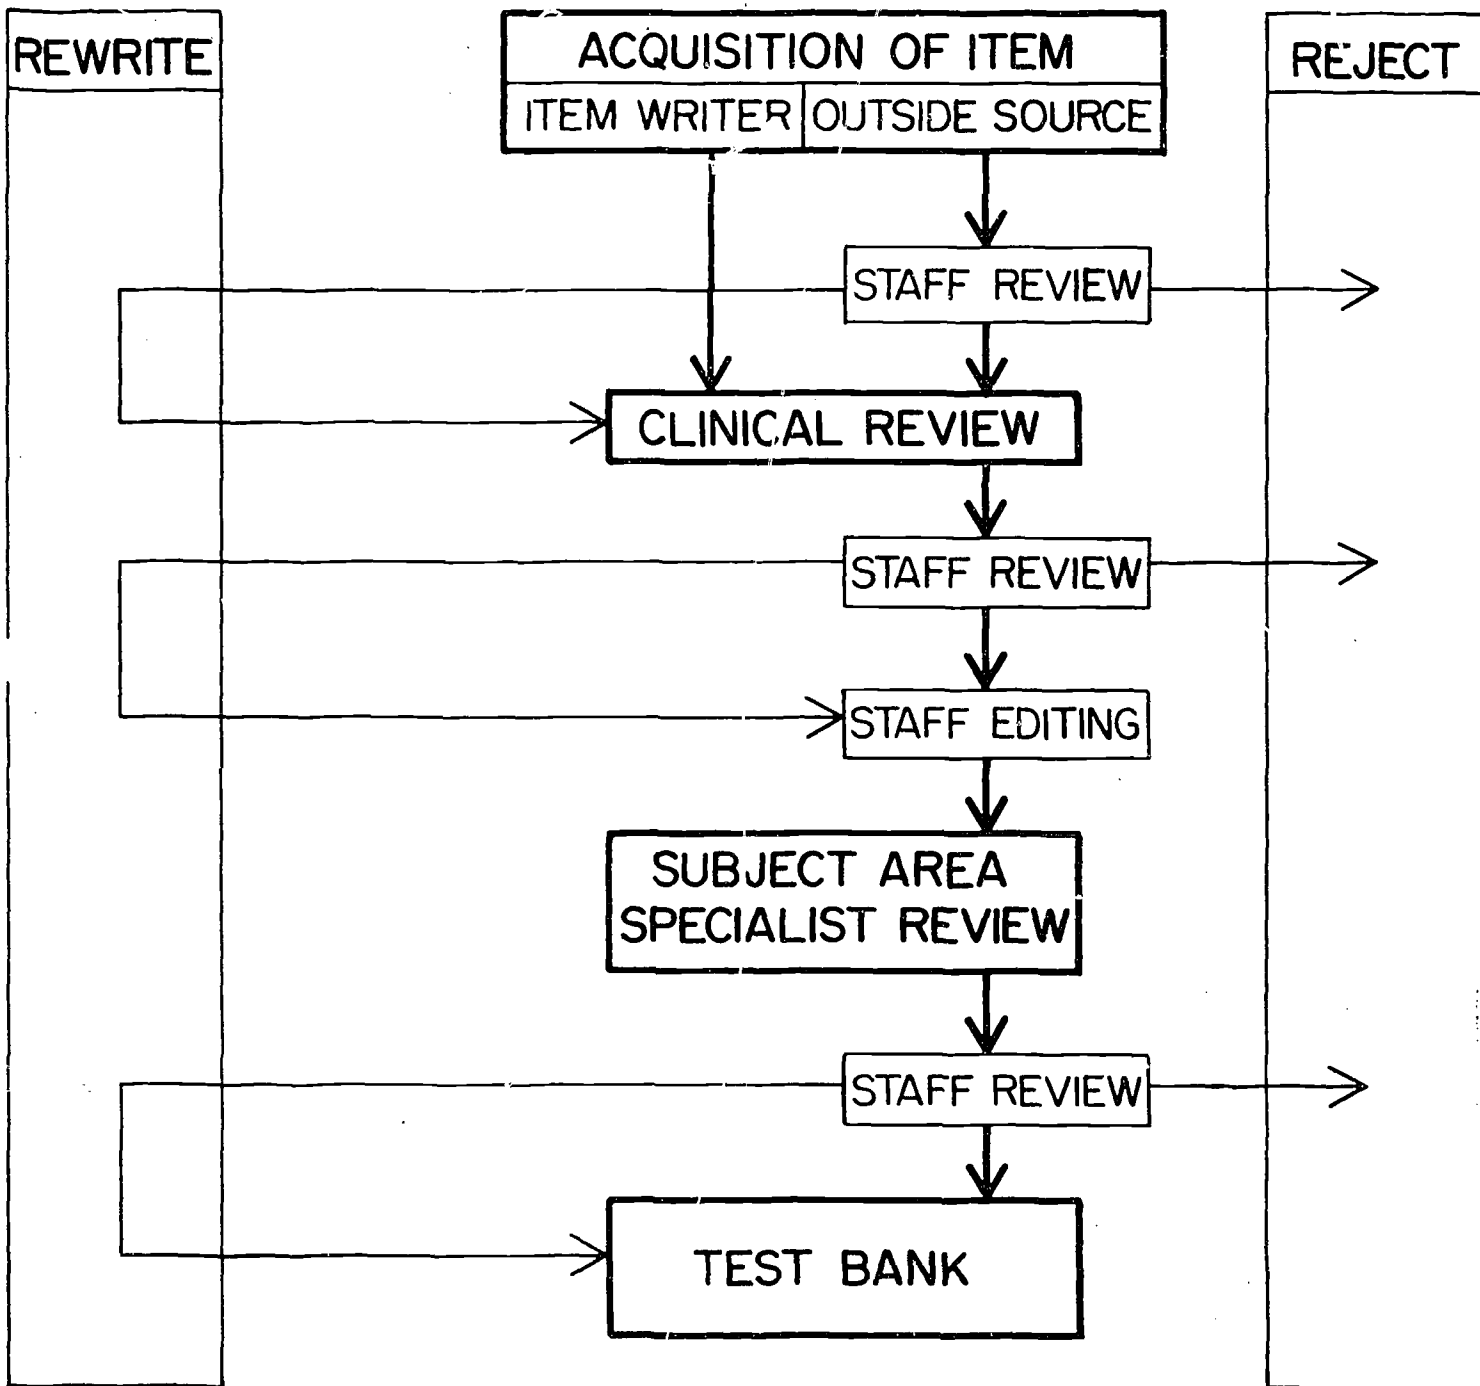 REWRITE
ACQUISITION OF ITEM
REJECT
ITEM WRITER
OUTSIDE SOURCE
STAFF REVIEW
CLINICAL REVIEW
STAFF REVIEW
STAFF EDITING
SUBJECT AREA
SPECIALIST REVIEW
STAFF REVIEW
TEST BANK